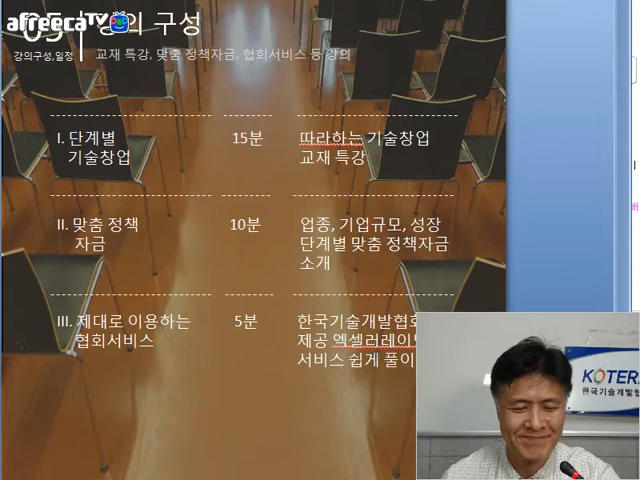 afreecaTV
강의 구성
강의구성,일정
교재 특강, 맞춤 정책자금, 협회서비스 등 강의
I. 단계별
기술창업
15분
따라하는 기술창업
교재 특강
II. 맞춤 정책
자금
10분
업종, 기업규모, 성장
단계별 맞춤 정책자금
소개
III. 제대로 이용하는
협회서비스
5분
한국기술개발협회
제공
서비스 쉽게 풀이
한국기술개발협